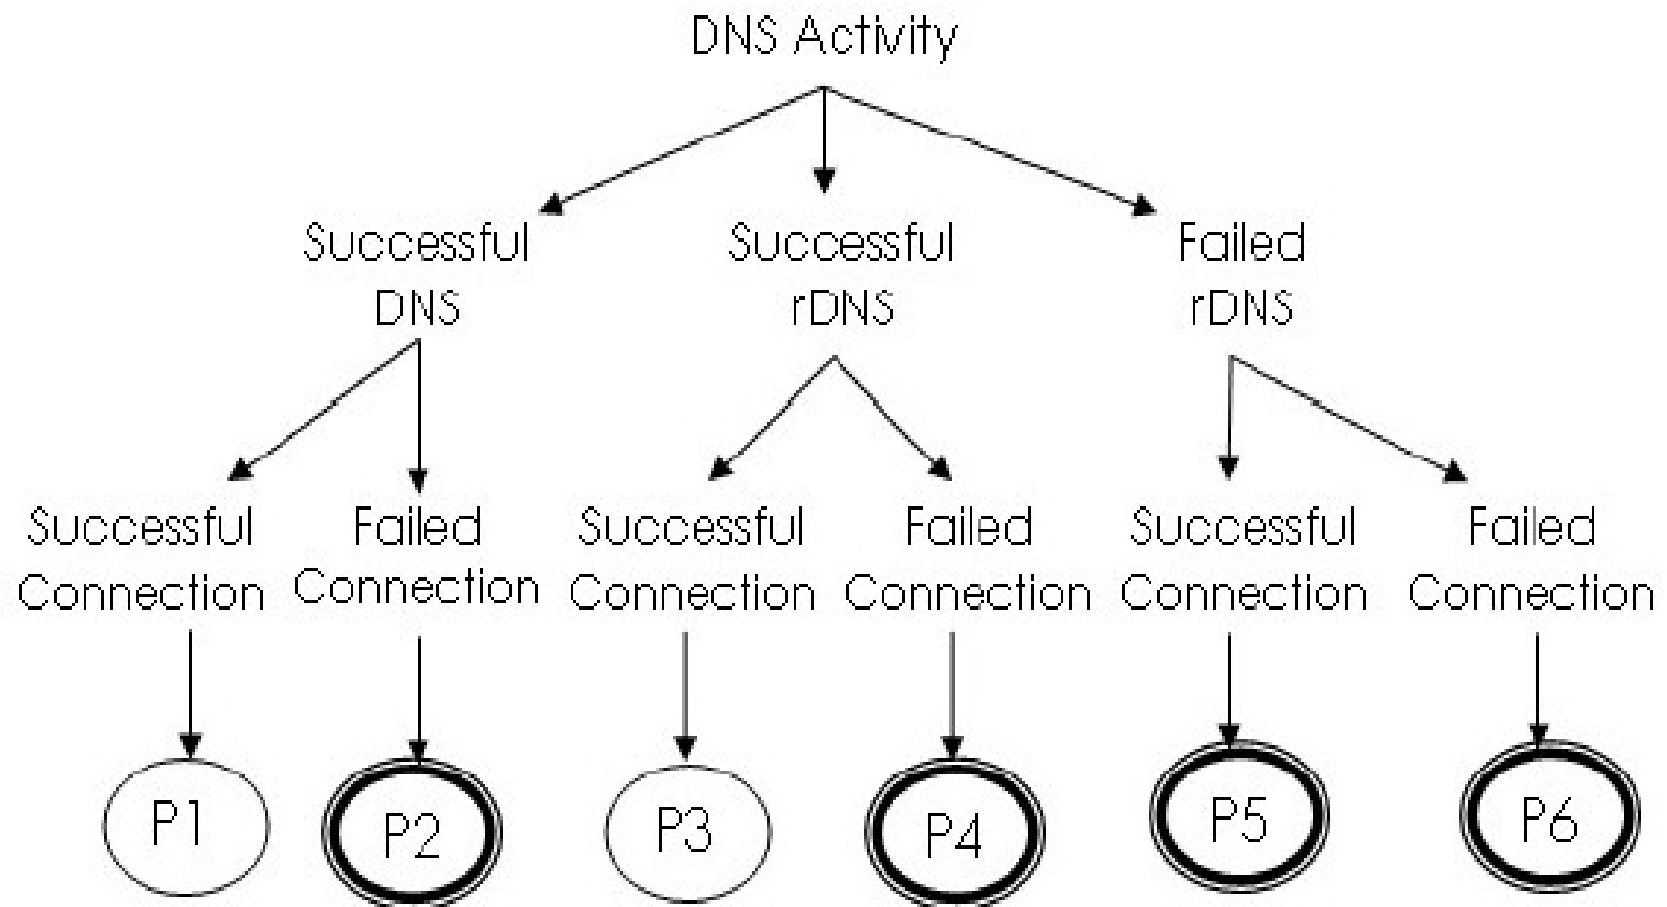 DNS Activity
Successful
DNS
Successful
rDNS
Failed
rDNS
Successful
Connection
Failed
Connection
Successful
Connection
Failed
Connection
Successful
Connection
Failed
Connection
P1
P2
P3
P4
P5
P6